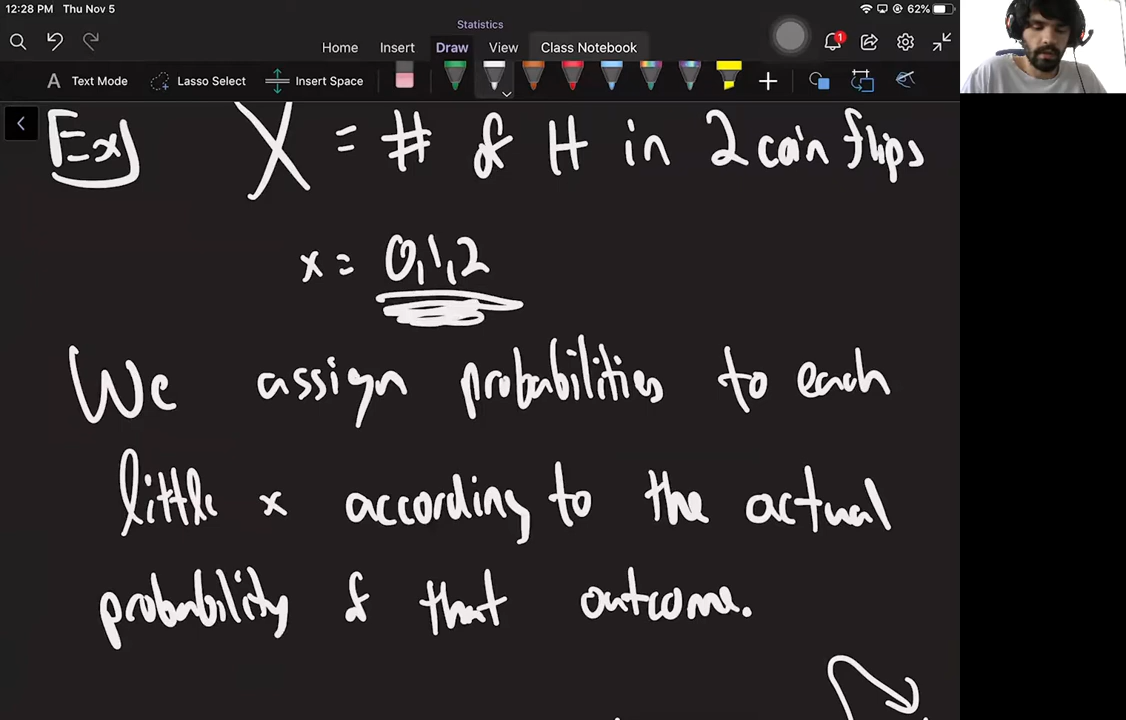 12:28 PM Thu Nov 5
62%
Statistics
Home Insert Draw View Class Notebook
1
Text Mode Lasso Select Insert Space
Ex) X = # of H in 2 coin flips
x = 0, 1, 2
We assign probabilities to each
little x according to the actual
probability of that outcome.